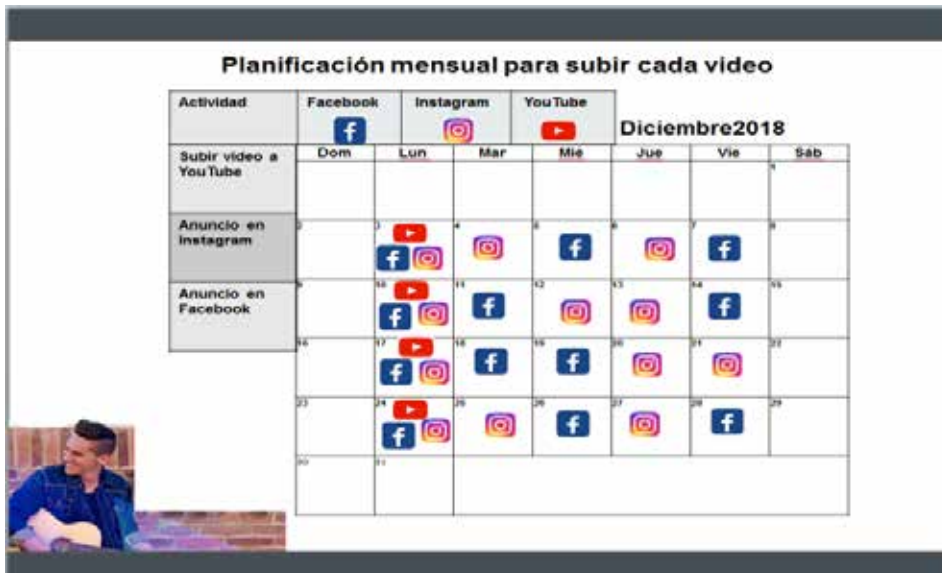 Planificación mensual para subir cada video
Actividad
Facebook
Instagram
YouTube
Diciembre2018
Subir video a
YouTube
Dom Lun Mar Mie Jue Vie Sáb
1
Anuncio en
Instagram
2 3 4 5 6 7 8
Anuncio en
Facebook
9 10 11 12 13 14 15
16 17 18 19 20 21 22
23 24 25 26 27 28 29
30 31